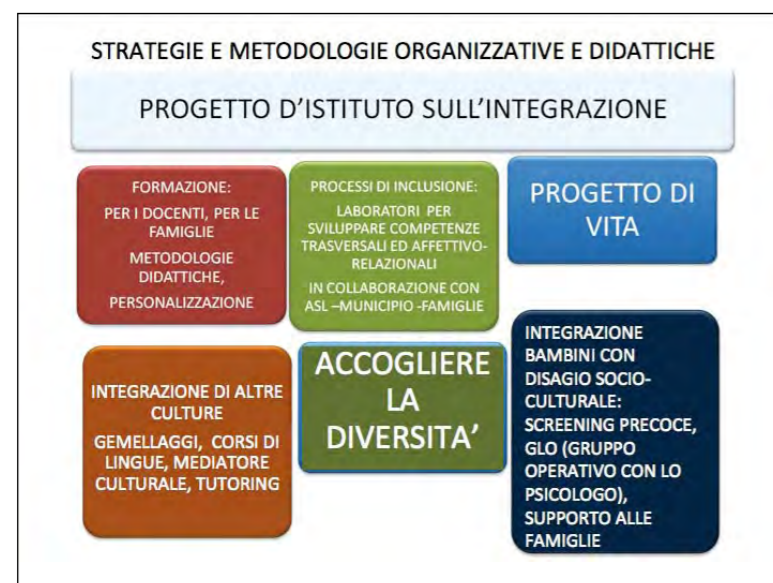 STRATEGIE E METODOLOGIE ORGANIZZATIVE E DIDATTICHE
PROGETTO D'ISTITUTO SULL'INTEGRAZIONE
FORMAZIONE:
PER I DOCENTI, PER LE
FAMIGLIE
METODOLOGIE
DIDATTICHE,
PERSONALIZZAZIONE
PROCESSI DI INCLUSIONE:
LABORATORI PER
SVILUPPARE COMPETENZE
TRASVERSALI ED AFFETTIVO-
RELAZIONALI
IN COLLABORAZIONE CON
ASL –MUNICIPIO -FAMIGLIE
PROGETTO DI
VITA
INTEGRAZIONE DI ALTRE
CULTURE
GEMELLAGGI, CORSI DI
LINGUE, MEDIATORE
CULTURALE, TUTORING
ACCOGLIERE
LA
DIVERSITA'
INTEGRAZIONE
BAMBINI CON
DISAGIO SOCIO-
CULTURALE:
SCREENING PRECOCE,
GLO (GRUPPO
OPERATIVO CON LO
PSICOLOGO),
SUPPORTO ALLE
FAMIGLIE